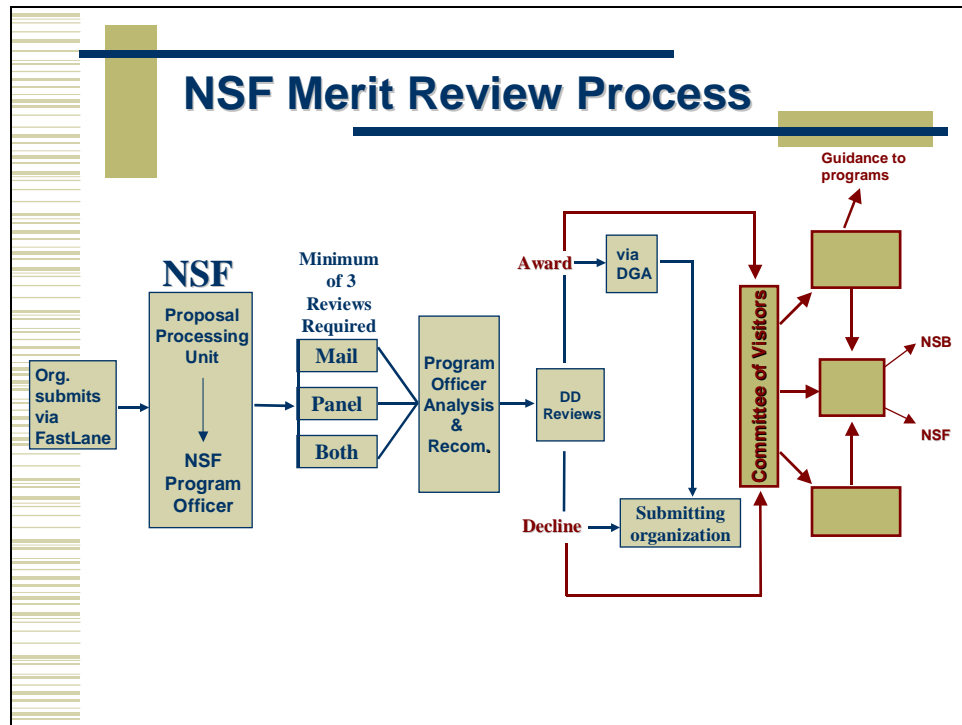 NSF Merit Review Process
Guidance to
programs
NSF
Proposal
Processing
Unit
NSF
Program
Officer
Org.
submits
via
FastLane
Minimum
of 3
Reviews
Required
Mail
Panel
Both
Program
Officer
Analysis
&
Recom.
DD
Reviews
Award
via
DGA
Decline
Submitting
organization
Committee of Visitors
NSB
NSF